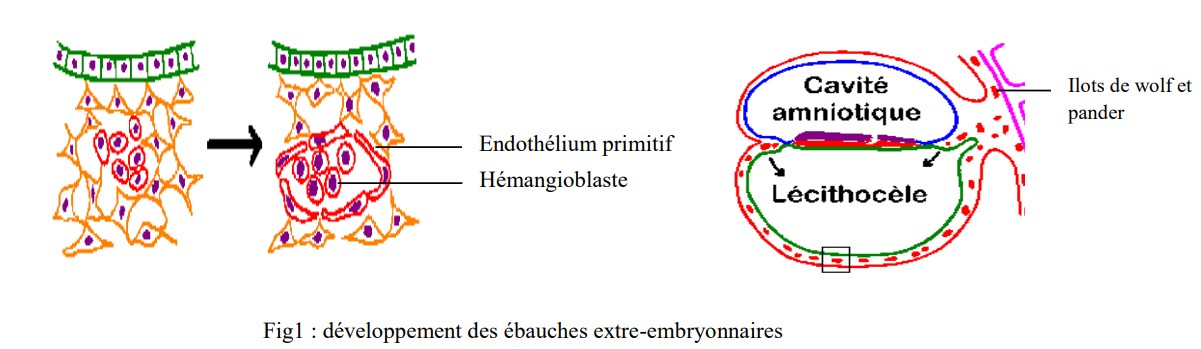 Endothélium primitif
Hémangioblaste
Cavité
amniotique
Lécithocèle
Ilots de wolf et
pander
Fig1 : développement des ébauches extre-embryonnaires